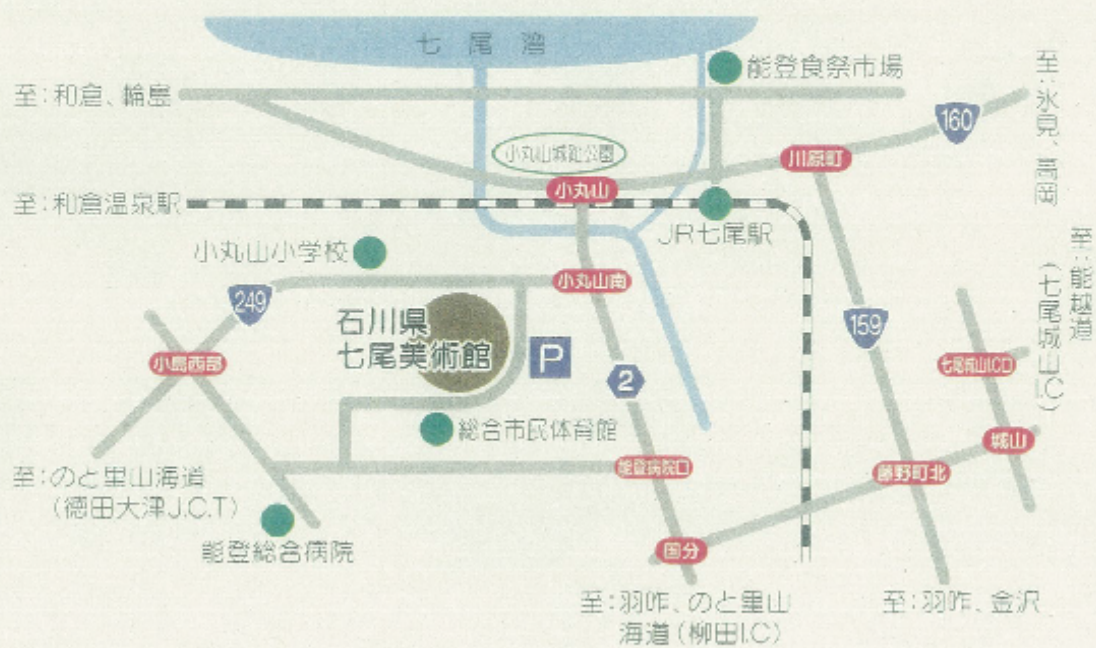 七尾湾
能登食祭市場
至:和倉、輪島
至:氷見、高岡
160
小丸山城趾公園
川原町
小丸山
至:和倉温泉駅
JR七尾駅
小丸山小学校
至:能越道
(七尾城山I.C)
小丸山南
249
石川県
七尾美術館
P
159
小島西部
2
七尾城山I.C口
総合市民体育館
城山
能登病院口
藤野町北
至:のと里山海道
(徳田大津J.C.T)
能登総合病院
国分
至:羽咋、のと里山
海道(柳田I.C)
至:羽咋、金沢